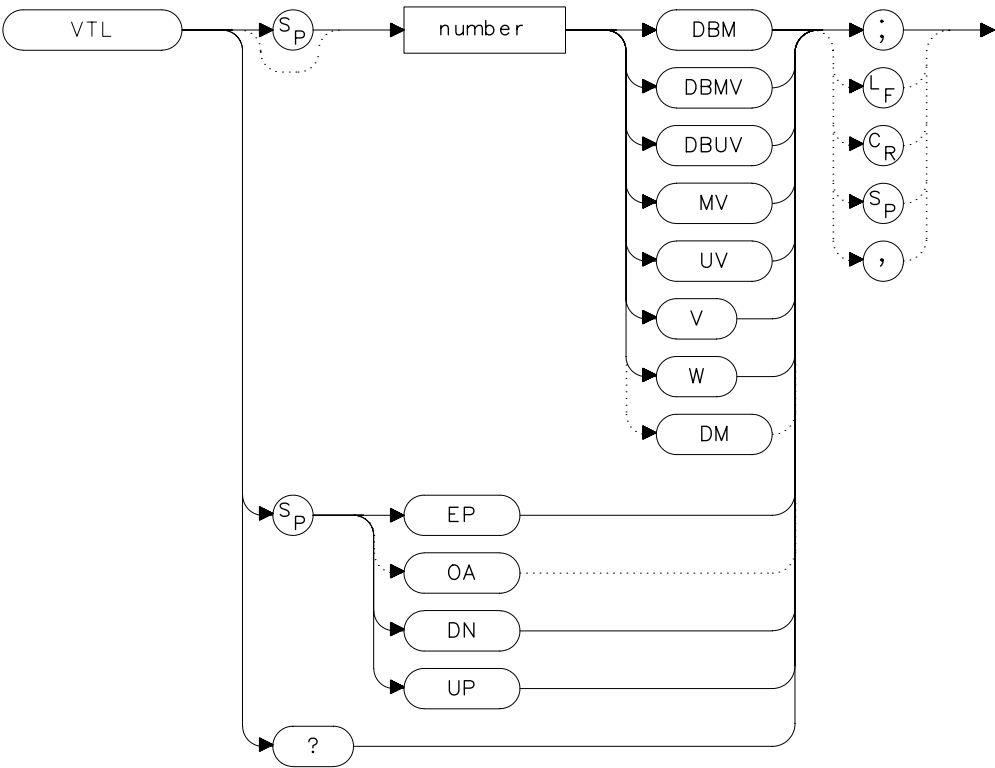 VTL
SP
number
DBM
;
DBMV
LF
DBUV
CR
MV
SP
UV
,
V
W
DM
SP
EP
OA
DN
UP
?